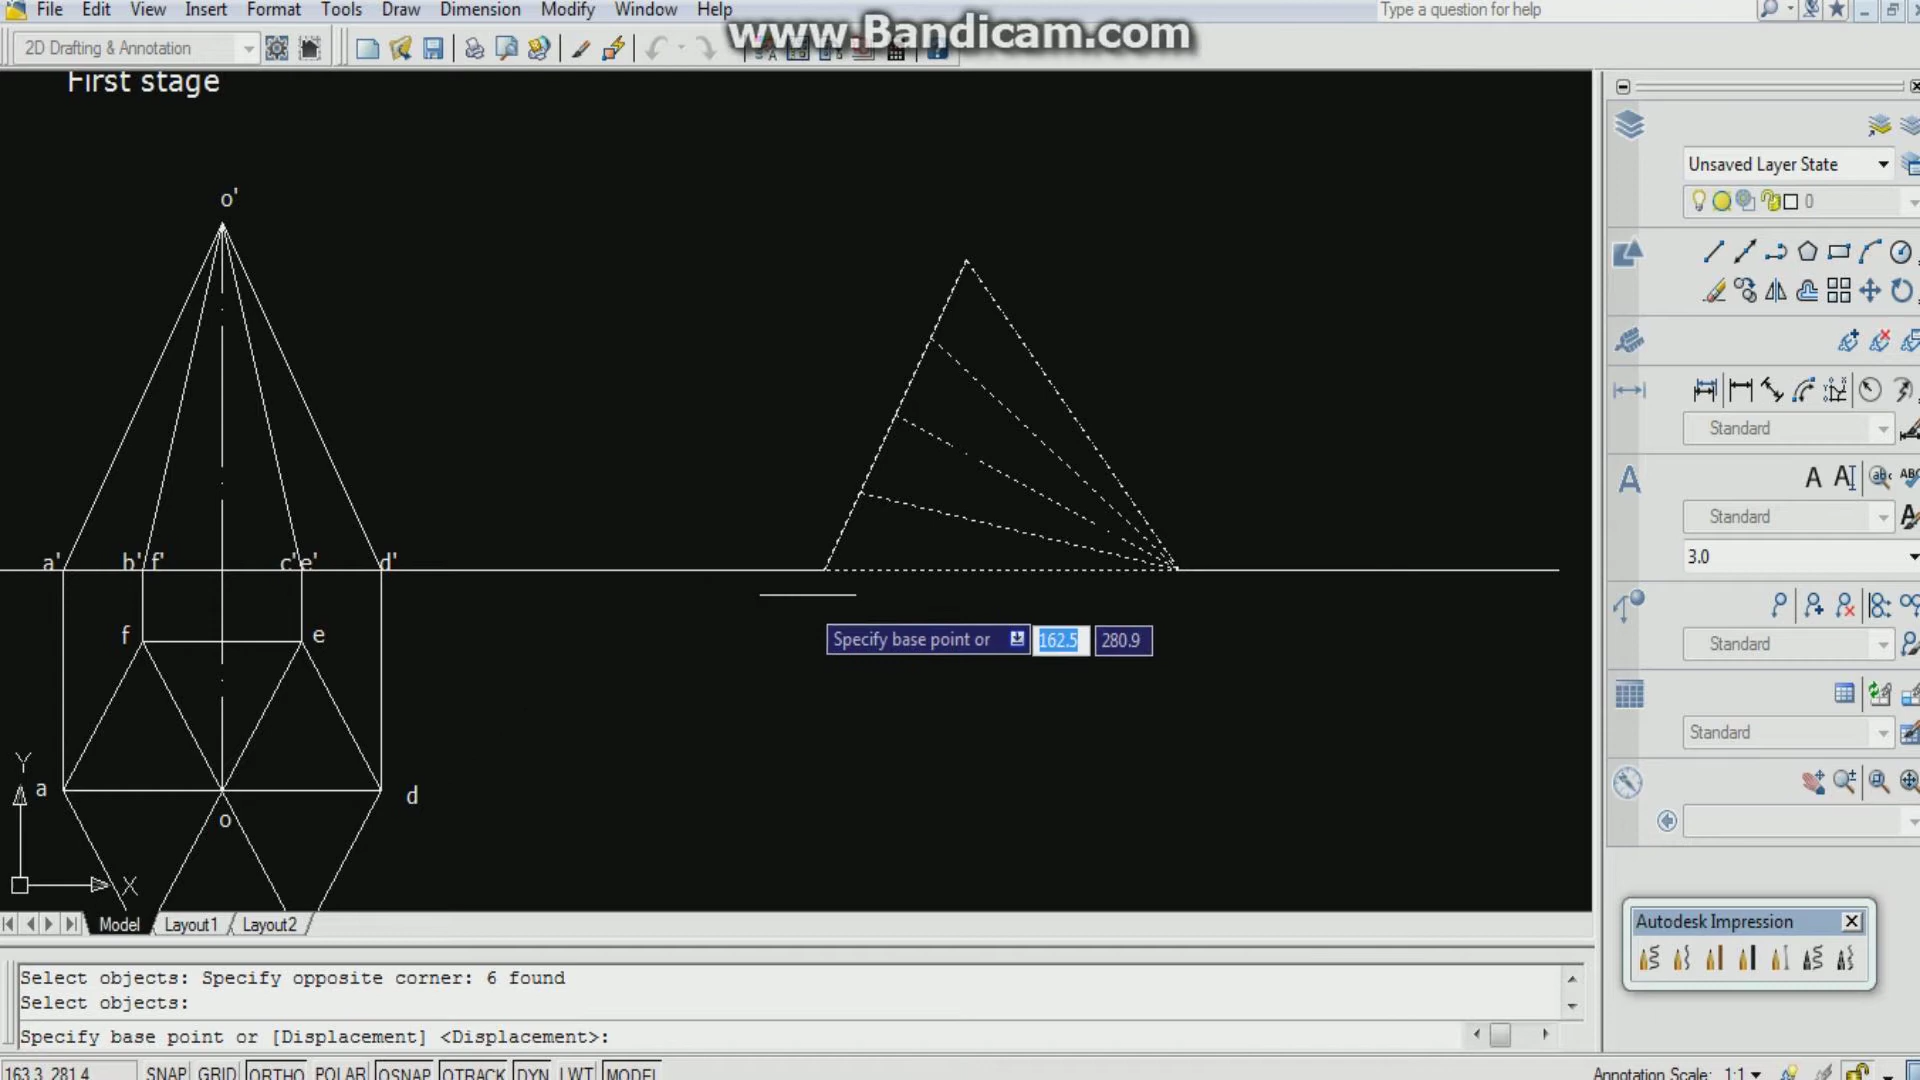 File Edit View Insert Format Tools Draw Dimension Modify Window Help
Type a question for help
www.Bandicam.com
2D Drafting & Annotation
First stage
Unsaved Layer State
0
o'
Standard
Standard
3.0
a' b' f' c' e' d'
f e
Specify base point or 162.5 280.9
Standard
Standard
Y
a d
o
X
Model Layout1 Layout2
Autodesk Impression
Select objects: Specify opposite corner: 6 found
Select objects:
Specify base point or [Displacement] <Displacement>:
163.3, 281.4 SNAP GRID ORTHO POLAR OSNAP OTRACK DYN LWT MODEL
Annotation Scale: 1:1